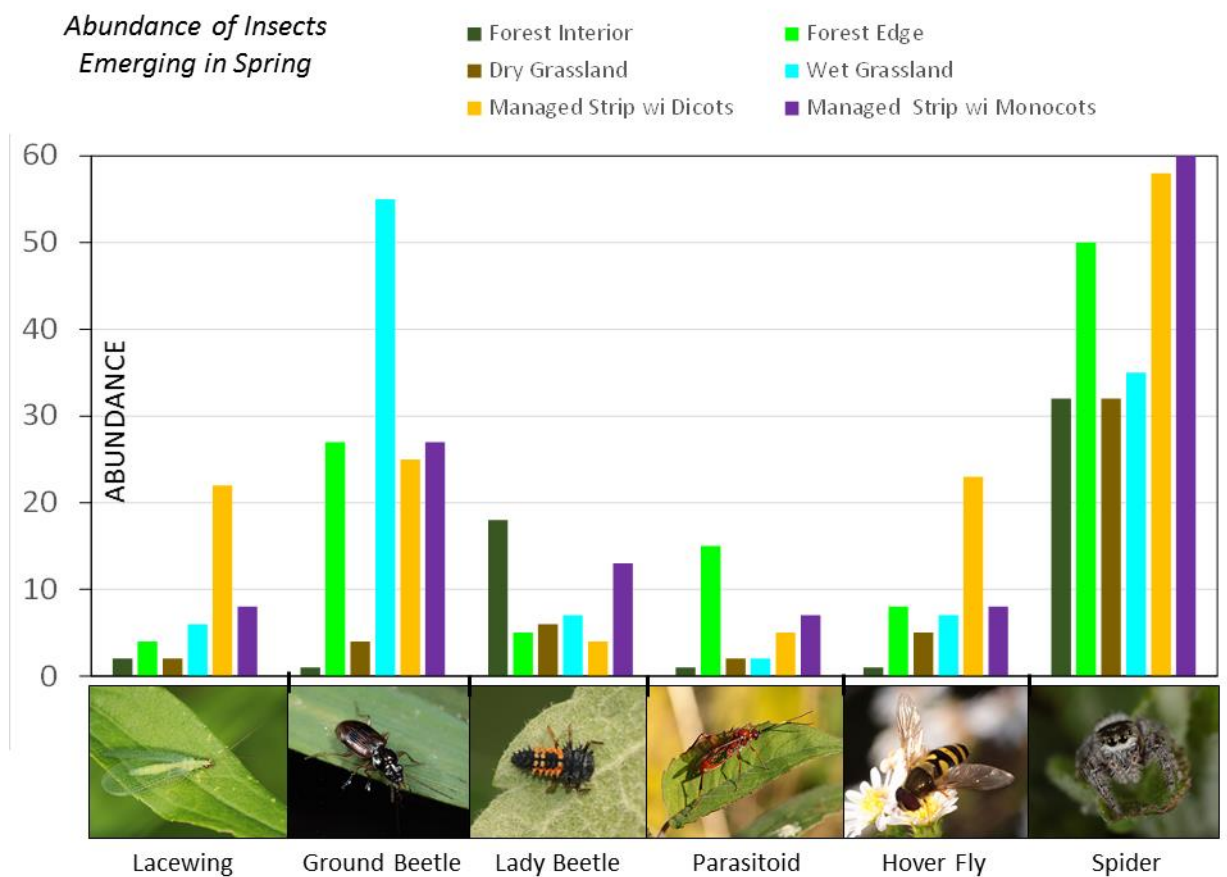 Abundance of Insects
Emerging in Spring
Forest Interior
Forest Edge
Dry Grassland
Wet Grassland
Managed Strip wi Dicots
Managed Strip wi Monocots
60
50
40
30
20
10
0
ABUNDANCE
Lacewing
Ground Beetle
Lady Beetle
Parasitoid
Hover Fly
Spider